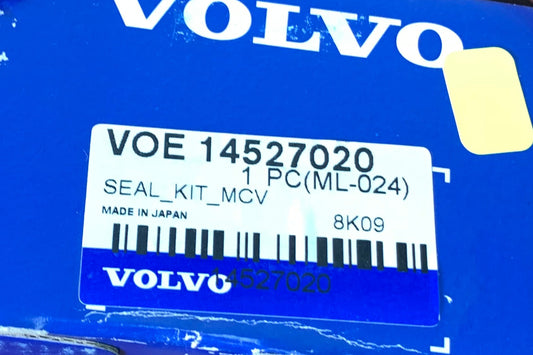 VOLVO
VOE 14527020
1 PC(ML-024)
SEAL_KIT_MCV
MADE IN JAPAN 8K09
VOLVO 14527020